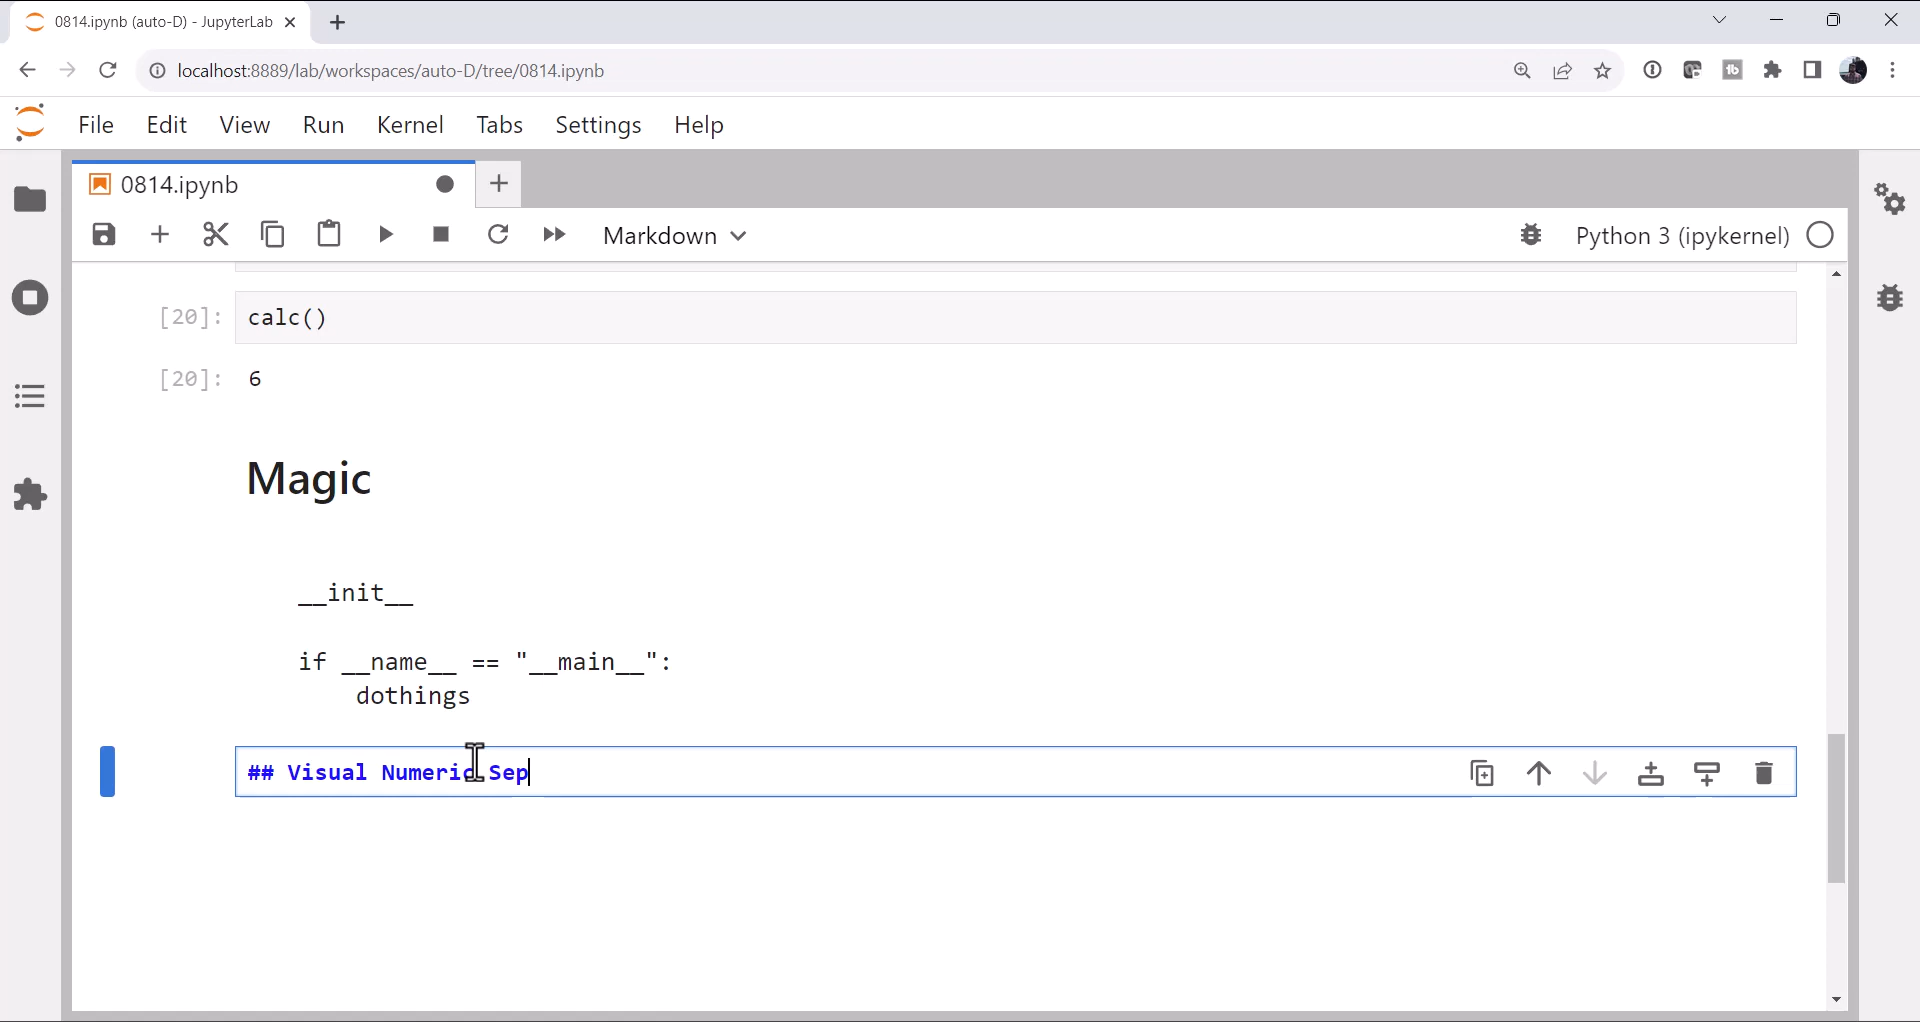 0814.ipynb (auto-D) - JupyterLab
localhost:8889/lab/workspaces/auto-D/tree/0814.ipynb
File Edit View Run Kernel Tabs Settings Help
0814.ipynb
Markdown
Python 3 (ipykernel)
[20]: calc()
[20]: 6
Magic
__init__
if __name__ == "__main__":
    dothings
## Visual Numeric Sep